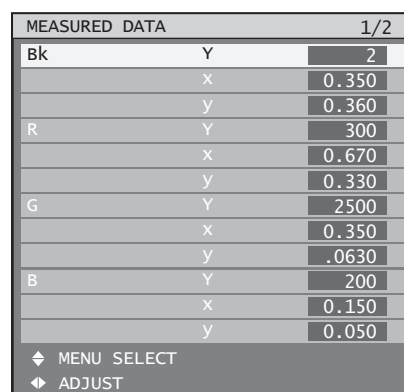 MEASURED DATA 1/2
Bk Y 2
x 0.350
y 0.360
R Y 300
x 0.670
y 0.330
G Y 2500
x 0.350
y .0630
B Y 200
x 0.150
y 0.050
MENU SELECT
ADJUST